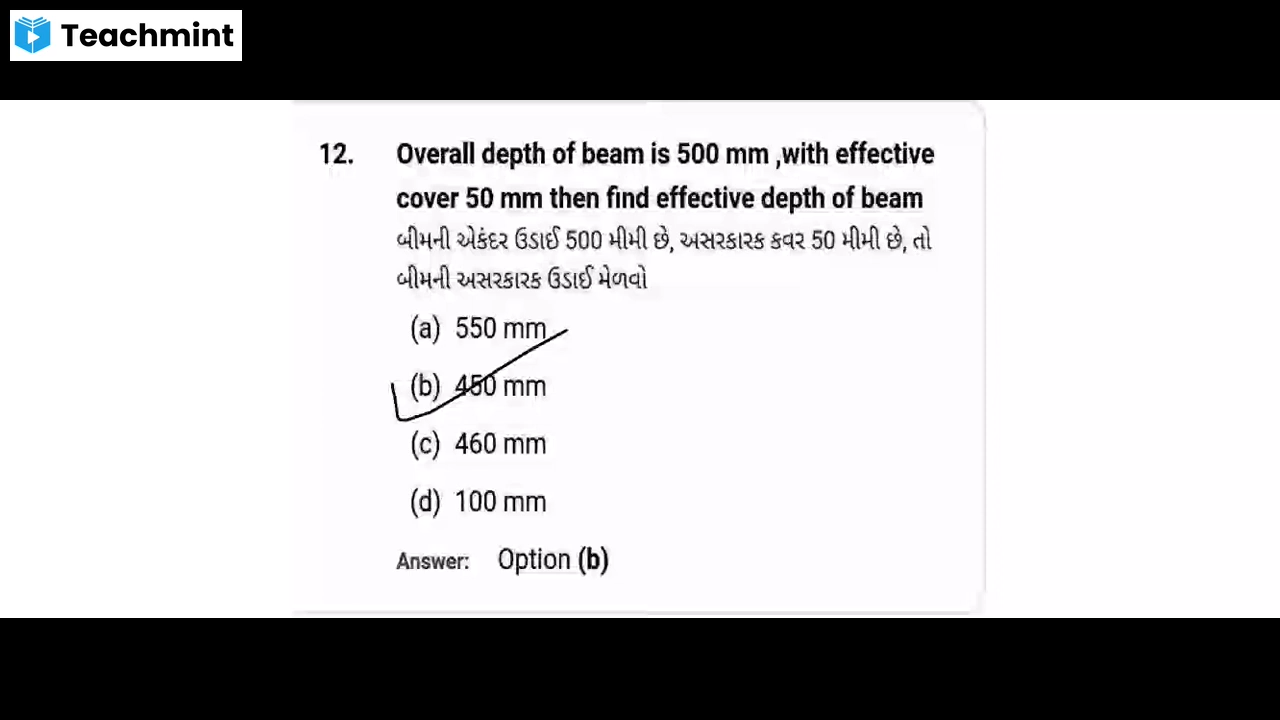 Teachmint
12. Overall depth of beam is 500 mm ,with effective
cover 50 mm then find effective depth of beam
બીમની એકંદર ઉડાઈ 500 મીમી છે, અસરકારક કવર 50 મીમી છે, તો
બીમની અસરકારક ઉડાઈ મેળવો
(a) 550 mm
(b) 450 mm
(c) 460 mm
(d) 100 mm
Answer: Option (b)